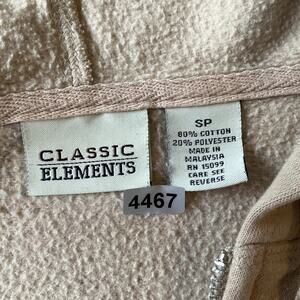 CLASSIC
ELEMENTS
SP
80% COTTON
20% POLYESTER
MADE IN
MALAYSIA
RN 15099
CARE SEE
REVERSE
4467